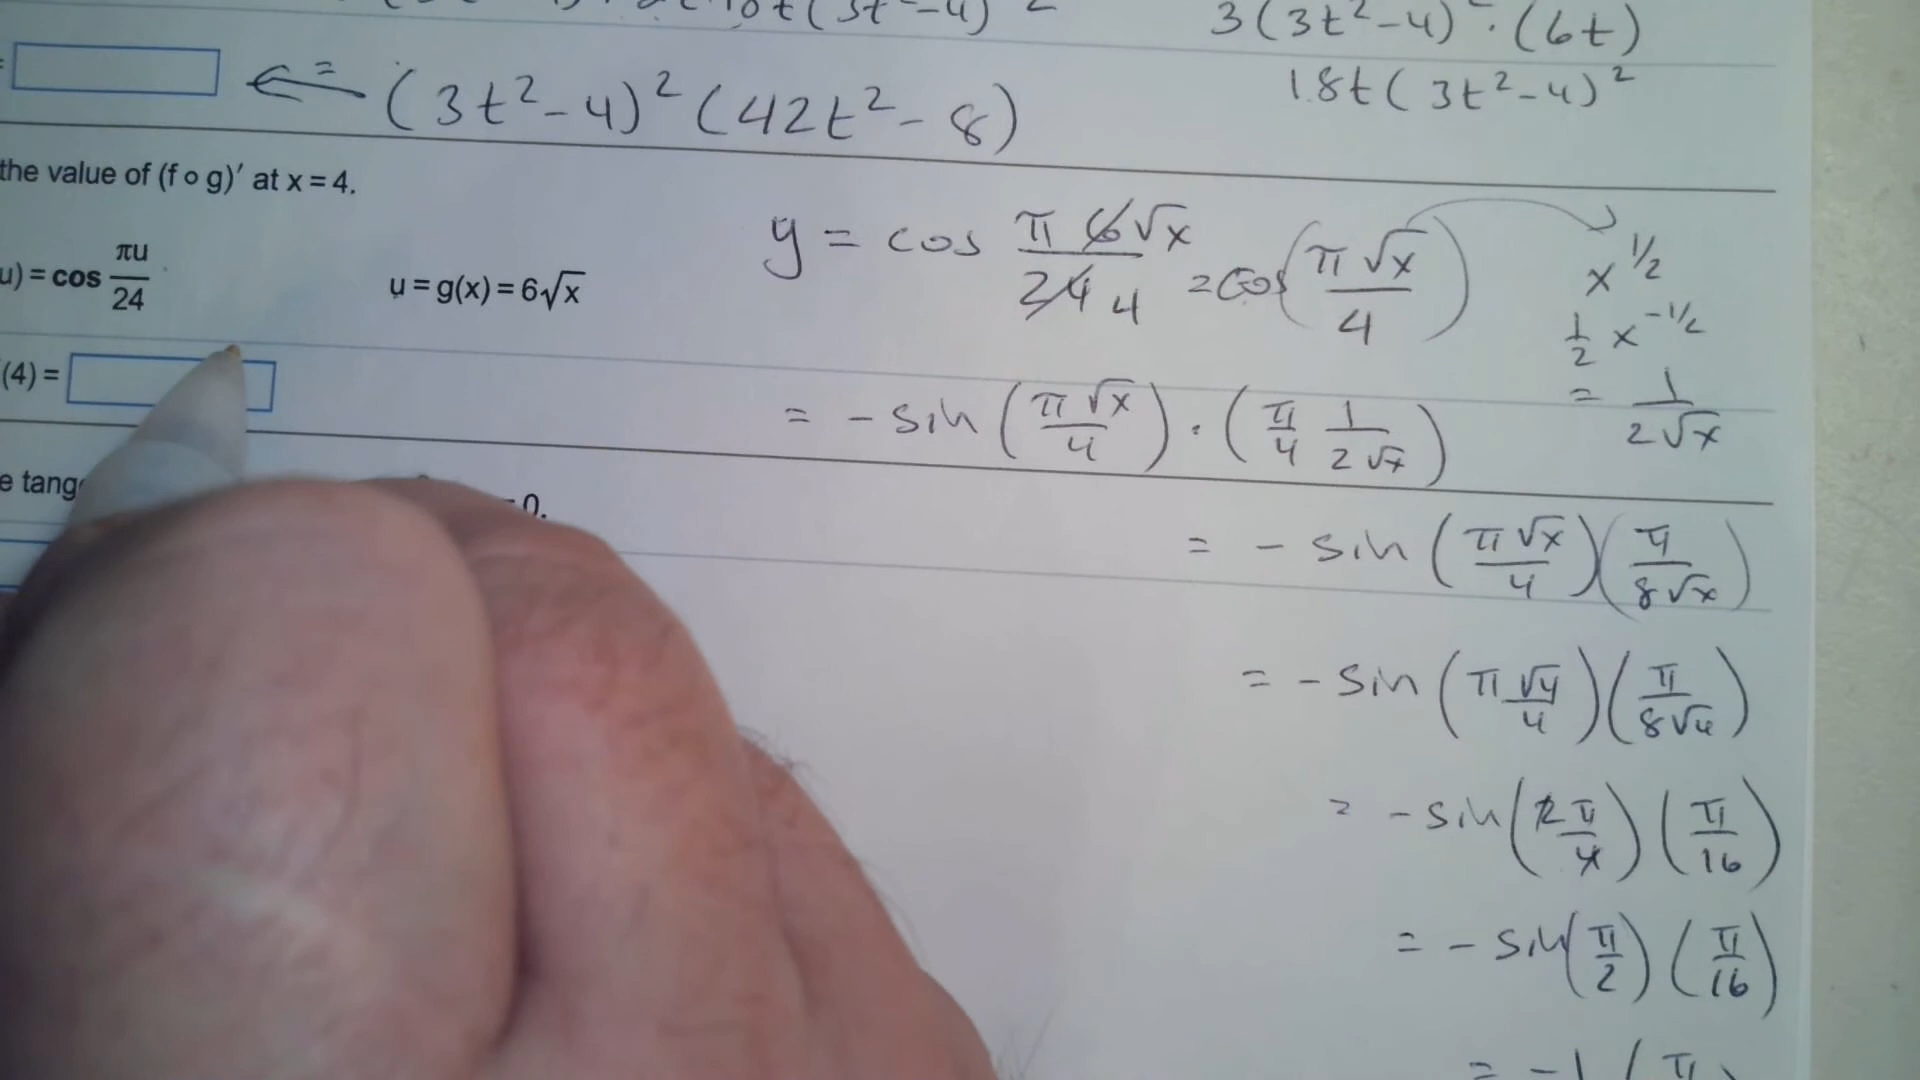 3(3t²-4) · (6t)
= (3t²-4)²(42t²-8)
18t(3t²-4)²
the value of (f o g)′ at x = 4.
u) = cos πu/24
u = g(x) = 6√x
y = cos π6√x/24 4 = cos(π√x/4)
x^1/2
1/2 x^-1/2
= 1/2√x
(4) =
= -sin(π√x/4) · (π/4 1/2√x)
e tang
= 0.
= -sin(π√x/4)(π/8√x)
= -sin(π√4/4)(π/8√4)
= -sin(2π/4)(π/16)
= -sin(π/2)(π/16)
= -1(π